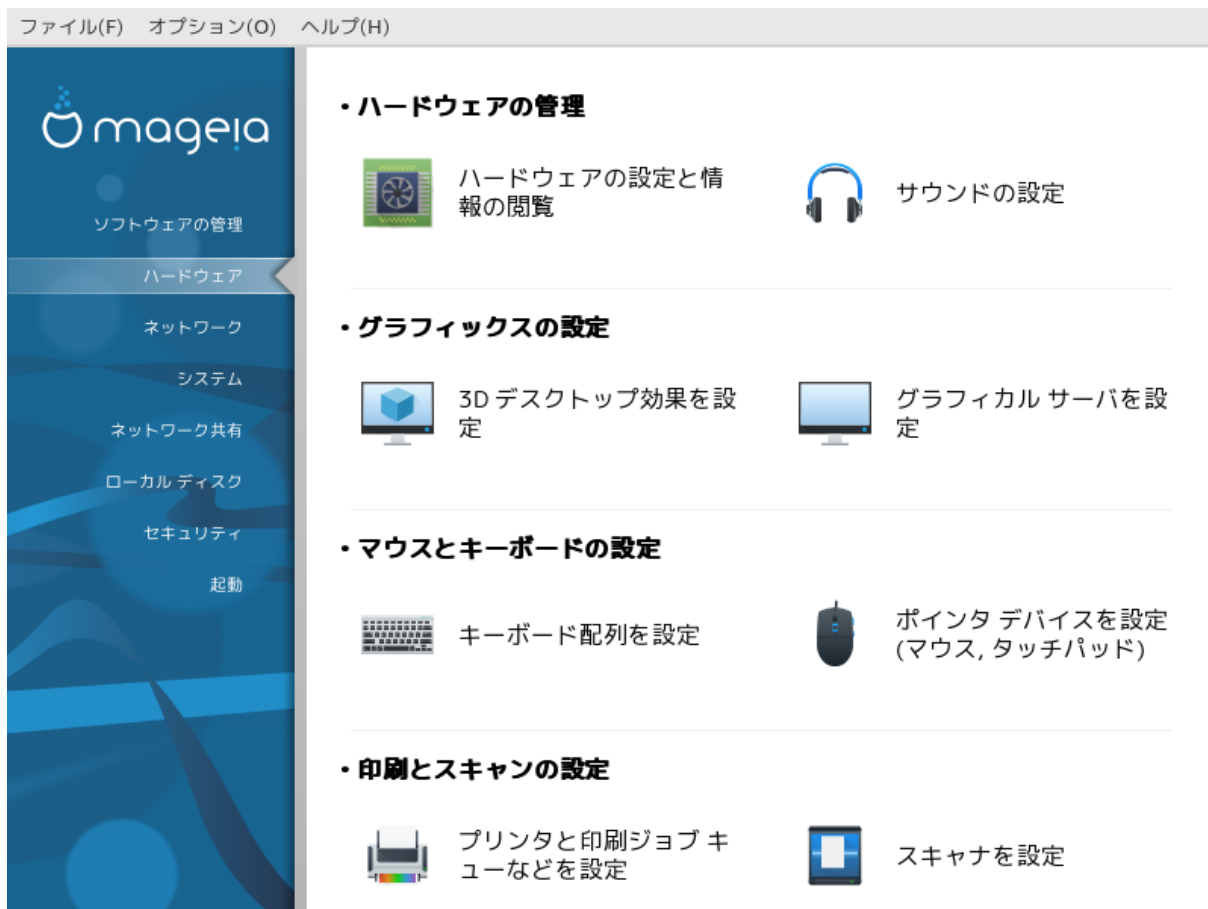 ファイル(F) オプション(O) ヘルプ(H)
mageia
ソフトウェアの管理
ハードウェア
ネットワーク
システム
ネットワーク共有
ローカル ディスク
セキュリティ
起動
・ハードウェアの管理
ハードウェアの設定と情
報の閲覧
サウンドの設定
・グラフィックスの設定
3D デスクトップ効果を設
定
グラフィカル サーバを設
定
・マウスとキーボードの設定
キーボード配列を設定
ポインタ デバイスを設定
(マウス, タッチパッド)
・印刷とスキャンの設定
プリンタと印刷ジョブ キ
ューなどを設定
スキャナを設定